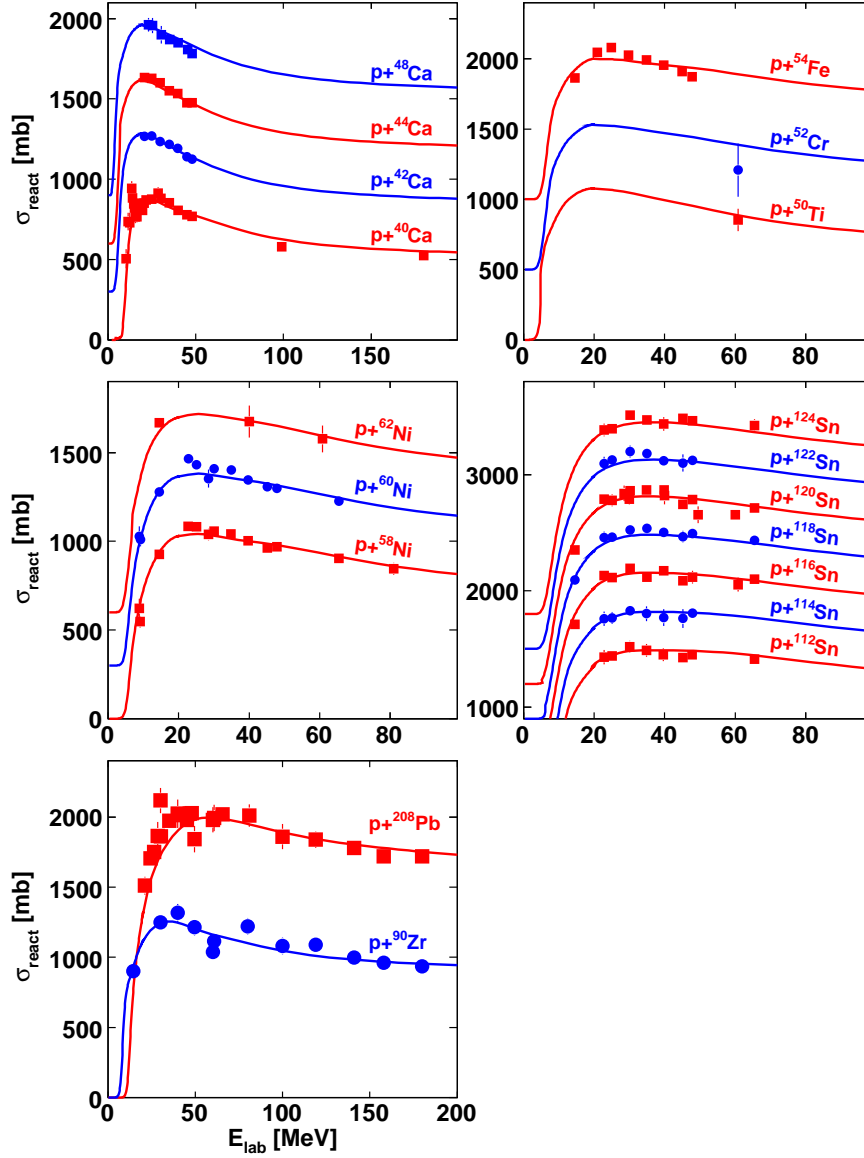 2000
1500
1000
500
0
σreact [mb]
p+⁴⁸Ca
p+⁴⁴Ca
p+⁴²Ca
p+⁴⁰Ca
0 50 100 150
2000
1500
1000
500
0
p+⁵⁴Fe
p+⁵²Cr
p+⁵⁰Ti
0 20 40 60 80
1500
1000
500
0
σreact [mb]
p+⁶²Ni
p+⁶⁰Ni
p+⁵⁸Ni
0 20 40 60 80
3000
2000
1000
p+¹²⁴Sn
p+¹²²Sn
p+¹²⁰Sn
p+¹¹⁸Sn
p+¹¹⁶Sn
p+¹¹⁴Sn
p+¹¹²Sn
0 20 40 60 80
2000
1500
1000
500
0
σreact [mb]
p+²⁰⁸Pb
p+⁹⁰Zr
0 50 100 150 200
Elab [MeV]